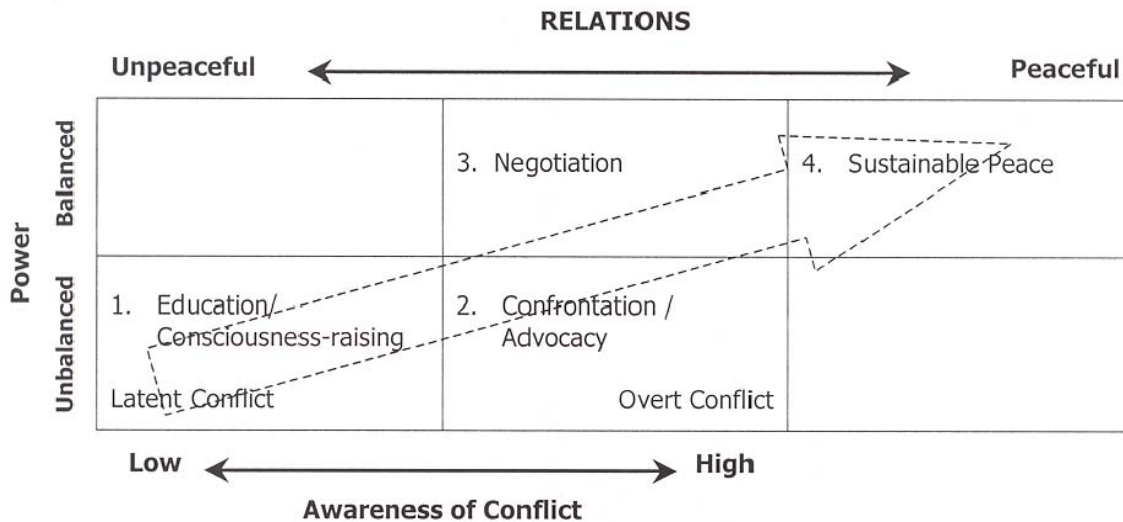 RELATIONS
Unpeaceful
Peaceful
Power
Balanced
Unbalanced
3. Negotiation
4. Sustainable Peace
1. Education/
Consciousness-raising
Latent Conflict
2. Confrontation /
Advocacy
Overt Conflict
Low
High
Awareness of Conflict